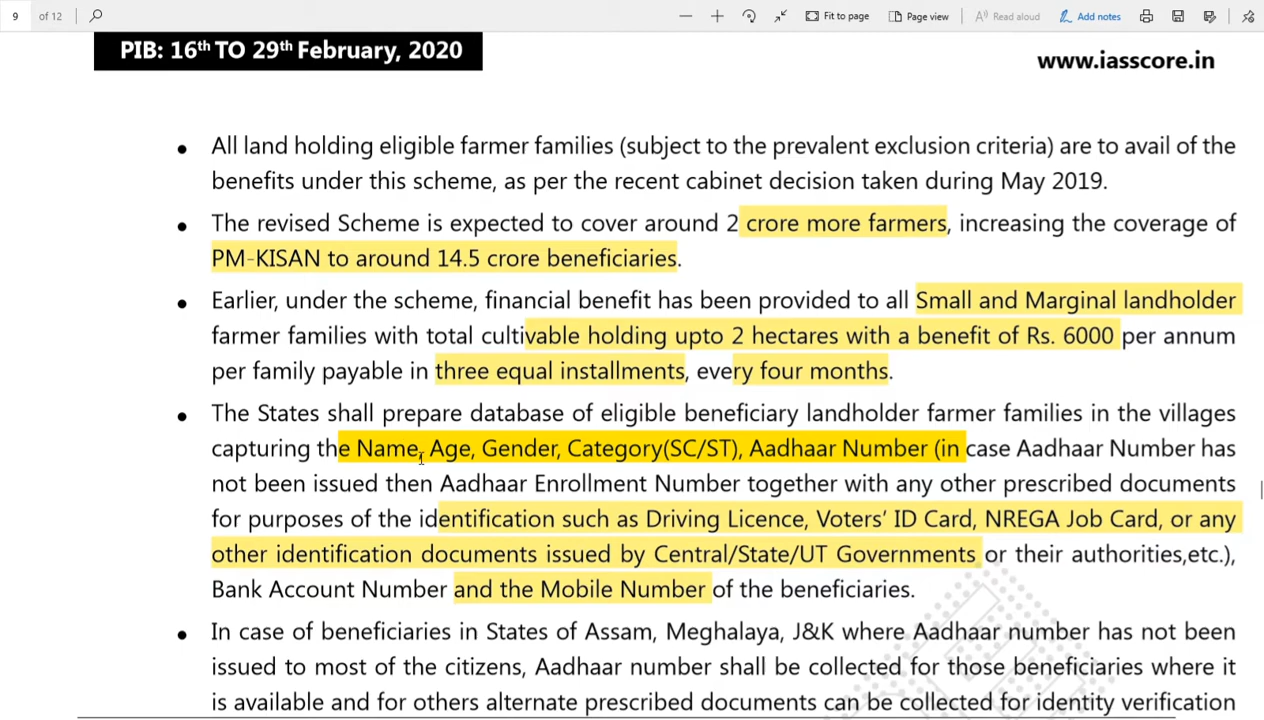 9 of 12 Fit to page Page view Read aloud Add notes
PIB: 16th TO 29th February, 2020
www.iasscore.in
• All land holding eligible farmer families (subject to the prevalent exclusion criteria) are to avail of the
benefits under this scheme, as per the recent cabinet decision taken during May 2019.
• The revised Scheme is expected to cover around 2 crore more farmers, increasing the coverage of
PM-KISAN to around 14.5 crore beneficiaries.
• Earlier, under the scheme, financial benefit has been provided to all Small and Marginal landholder
farmer families with total cultivable holding upto 2 hectares with a benefit of Rs. 6000 per annum
per family payable in three equal installments, every four months.
• The States shall prepare database of eligible beneficiary landholder farmer families in the villages
capturing the Name, Age, Gender, Category(SC/ST), Aadhaar Number (in case Aadhaar Number has
not been issued then Aadhaar Enrollment Number together with any other prescribed documents
for purposes of the identification such as Driving Licence, Voters' ID Card, NREGA Job Card, or any
other identification documents issued by Central/State/UT Governments or their authorities,etc.),
Bank Account Number and the Mobile Number of the beneficiaries.
• In case of beneficiaries in States of Assam, Meghalaya, J&K where Aadhaar number has not been
issued to most of the citizens, Aadhaar number shall be collected for those beneficiaries where it
is available and for others alternate prescribed documents can be collected for identity verification